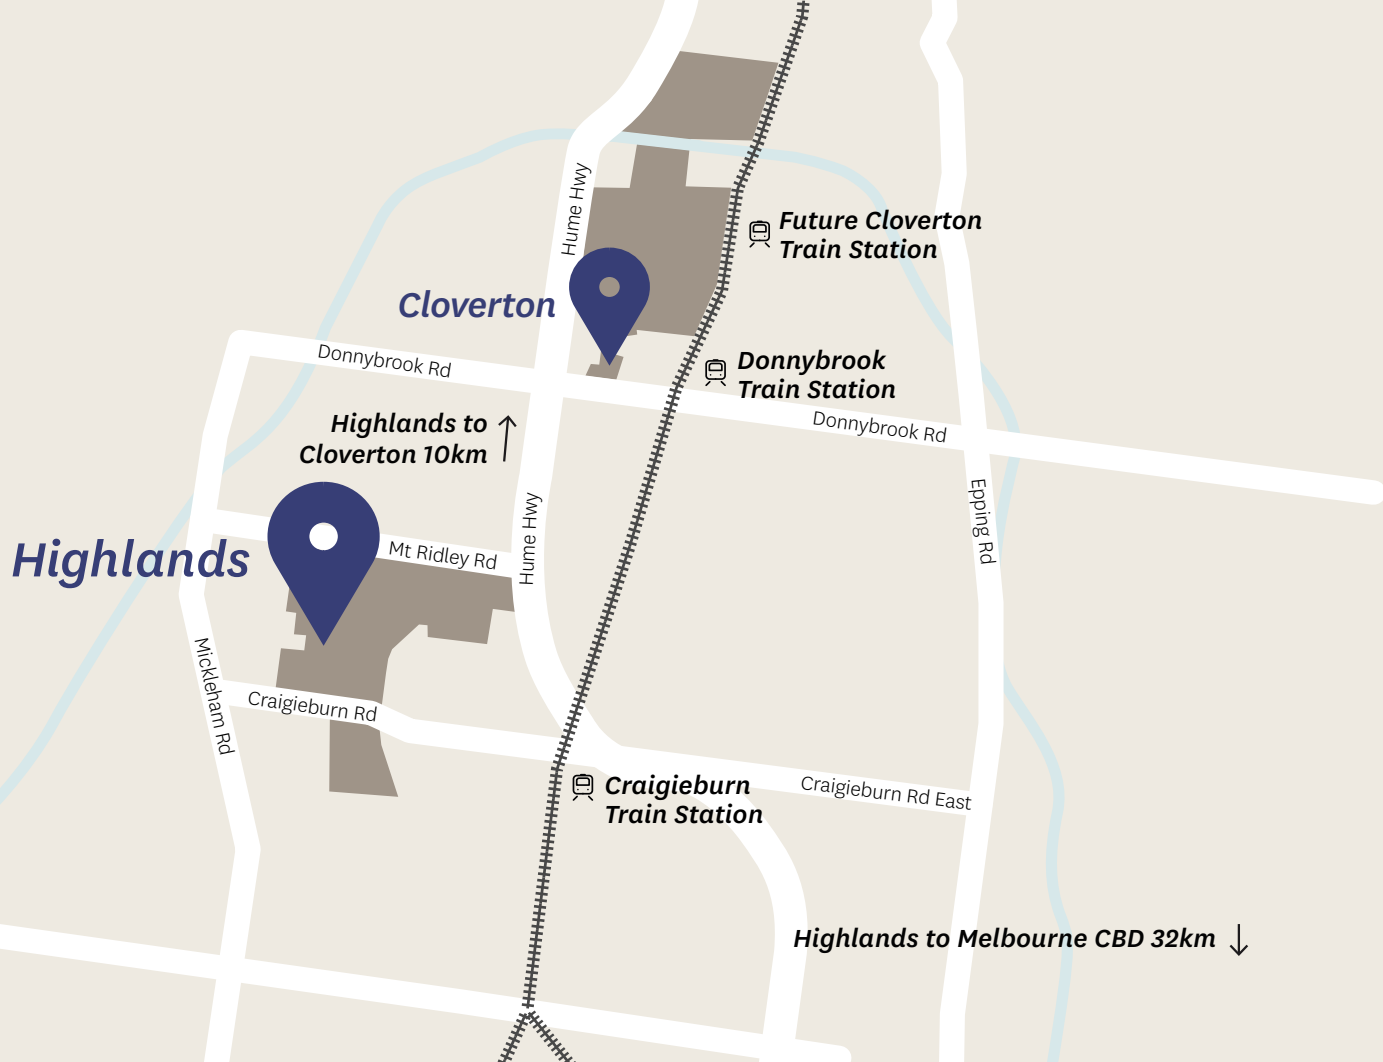 Hume Hwy
Future Cloverton
Train Station
Cloverton
Donnybrook Rd
Donnybrook
Train Station
Donnybrook Rd
Highlands to
Cloverton 10km
Epping Rd
Hume Hwy
Highlands
Mt Ridley Rd
Mickleham Rd
Craigieburn Rd
Craigieburn
Train Station
Craigieburn Rd East
Highlands to Melbourne CBD 32km